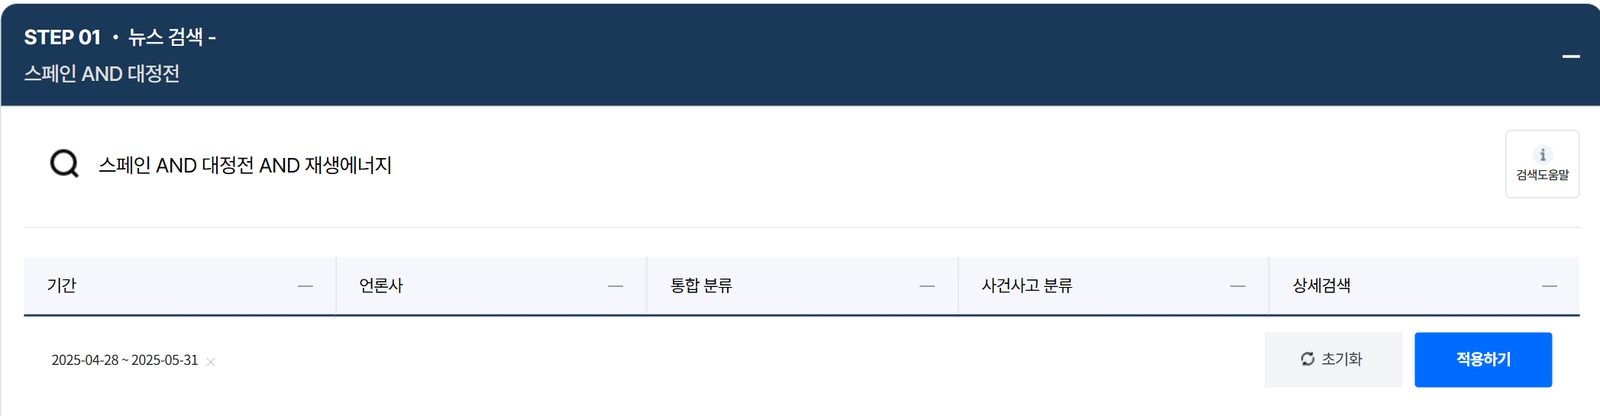 STEP 01 • 뉴스 검색 -
스페인 AND 대정전
스페인 AND 대정전 AND 재생에너지
검색도움말
기간
언론사
통합 분류
사건사고 분류
상세검색
2025-04-28 ~ 2025-05-31
초기화
적용하기